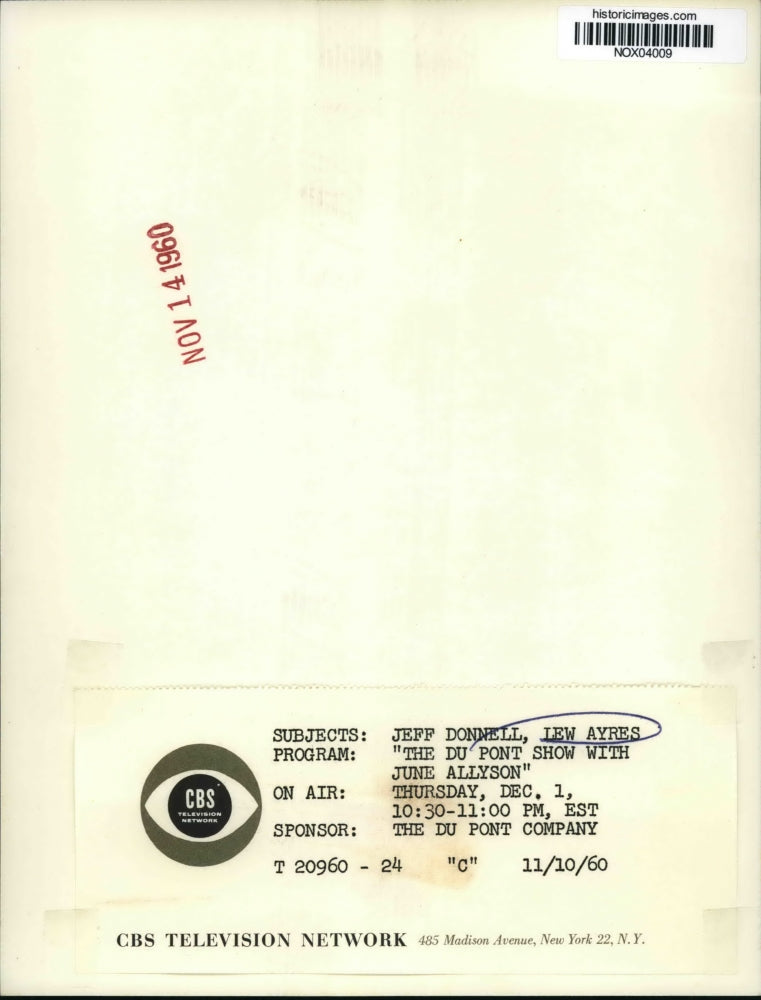 historicimages.com
NOX04009
NOV 14 1960
SUBJECTS: JEFF DONNELL, LEW AYRES
PROGRAM: "THE DU PONT SHOW WITH
JUNE ALLYSON"
ON AIR: THURSDAY, DEC. 1,
10:30-11:00 PM, EST
SPONSOR: THE DU PONT COMPANY
T 20960 - 24 "C" 11/10/60
CBS
TELEVISION
NETWORK
CBS TELEVISION NETWORK 485 Madison Avenue, New York 22, N.Y.